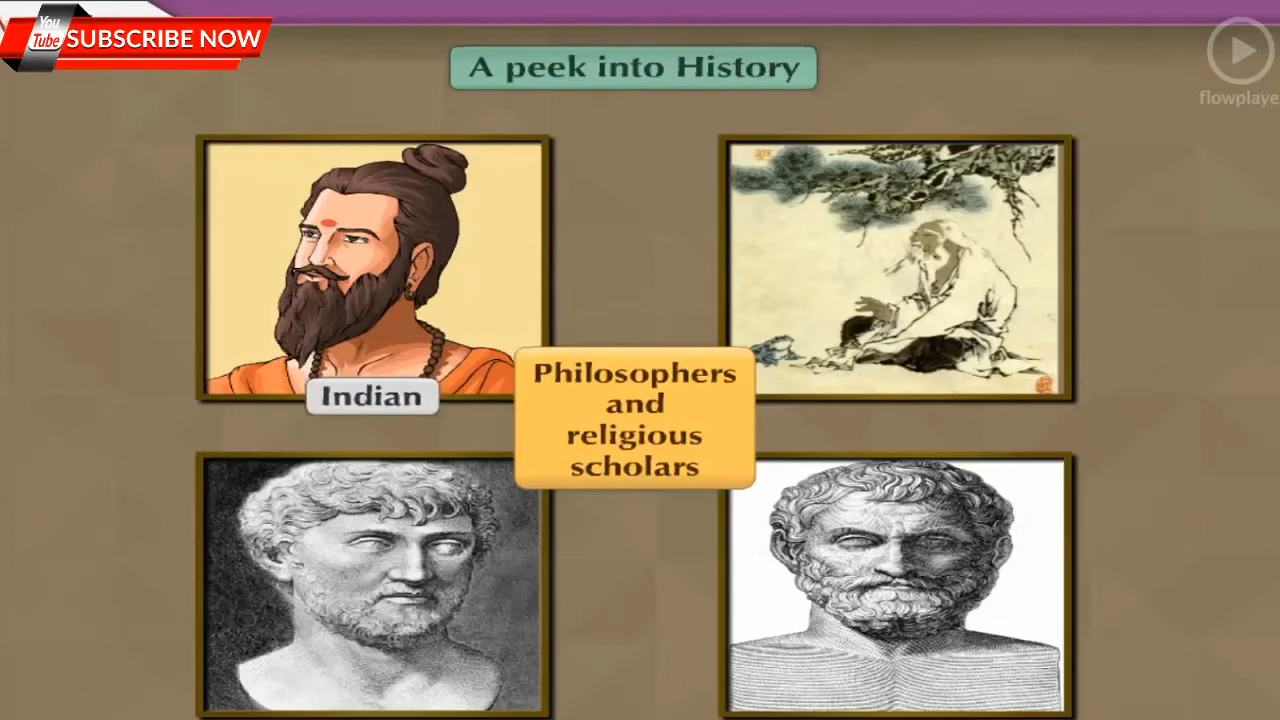 You
Tube
SUBSCRIBE NOW
A peek into History
flowplaye
Indian
Philosophers
and
religious
scholars